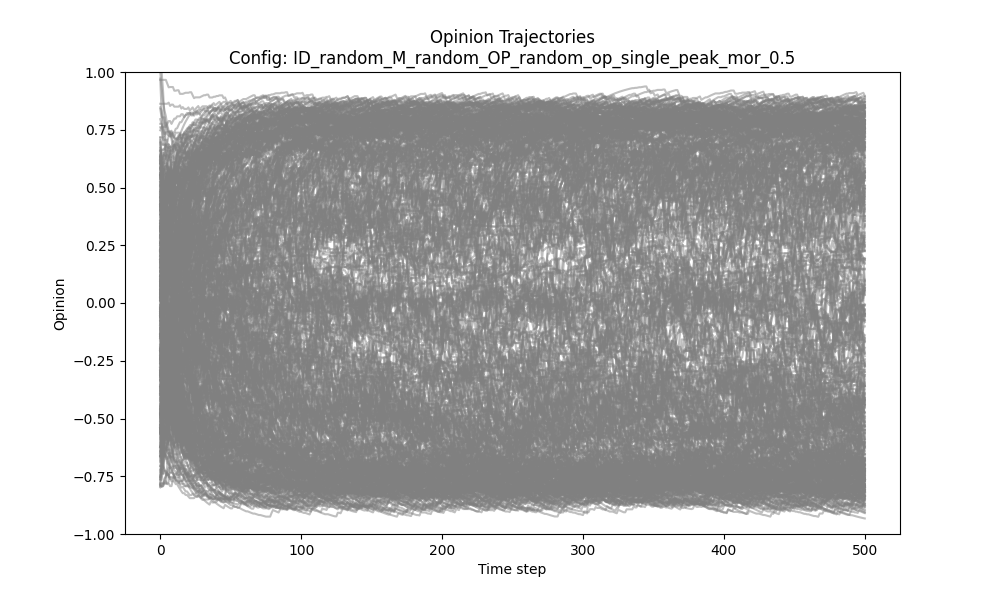 Opinion Trajectories
Config: ID_random_M_random_OP_random_op_single_peak_mor_0.5
1.00
0.75
0.50
0.25
0.00
−0.25
−0.50
−0.75
−1.00
Opinion
0 100 200 300 400 500
Time step